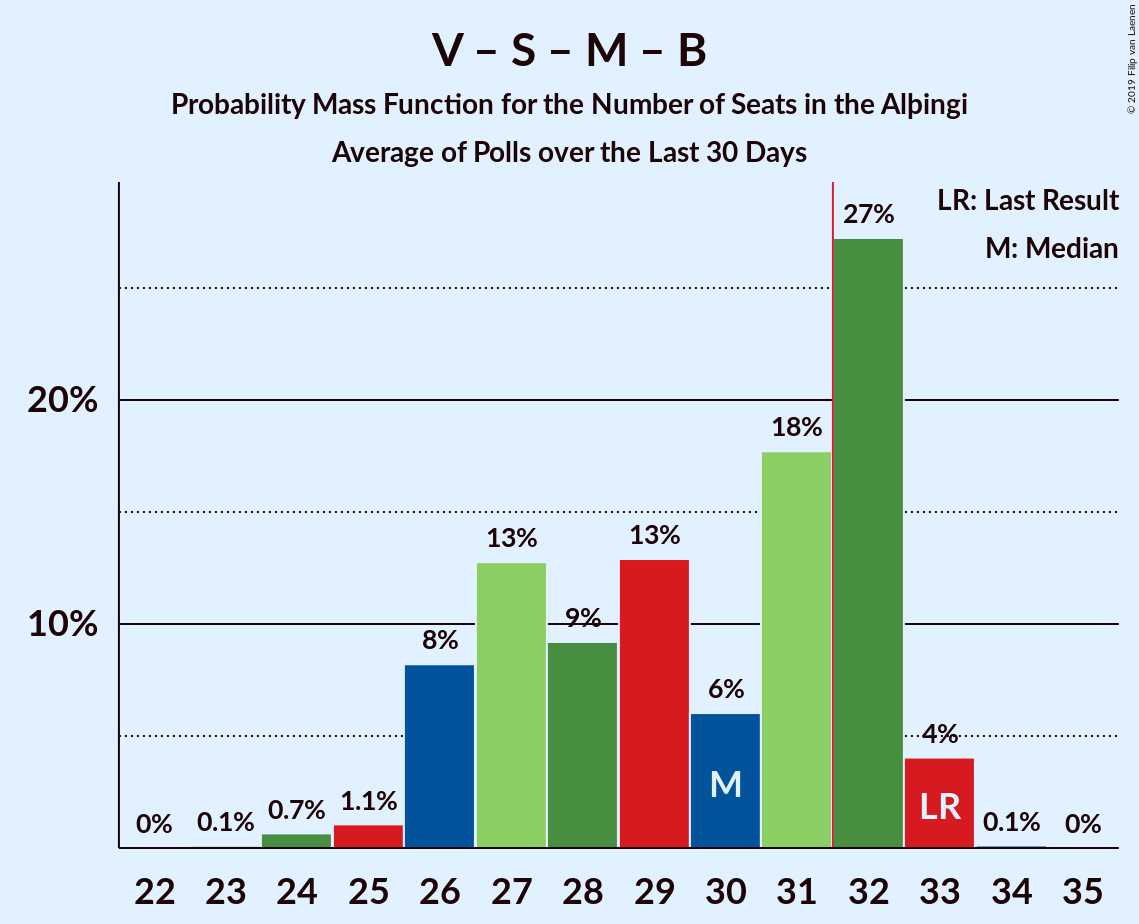 V – S – M – B
Probability Mass Function for the Number of Seats in the Alþingi
Average of Polls over the Last 30 Days
© 2019 Filip van Laenen
LR: Last Result
M: Median
20%
10%
0%
0.1%
0.7%
1.1%
8%
13%
9%
13%
6%
18%
27%
4%
0.1%
0%
M
LR
22 23 24 25 26 27 28 29 30 31 32 33 34 35